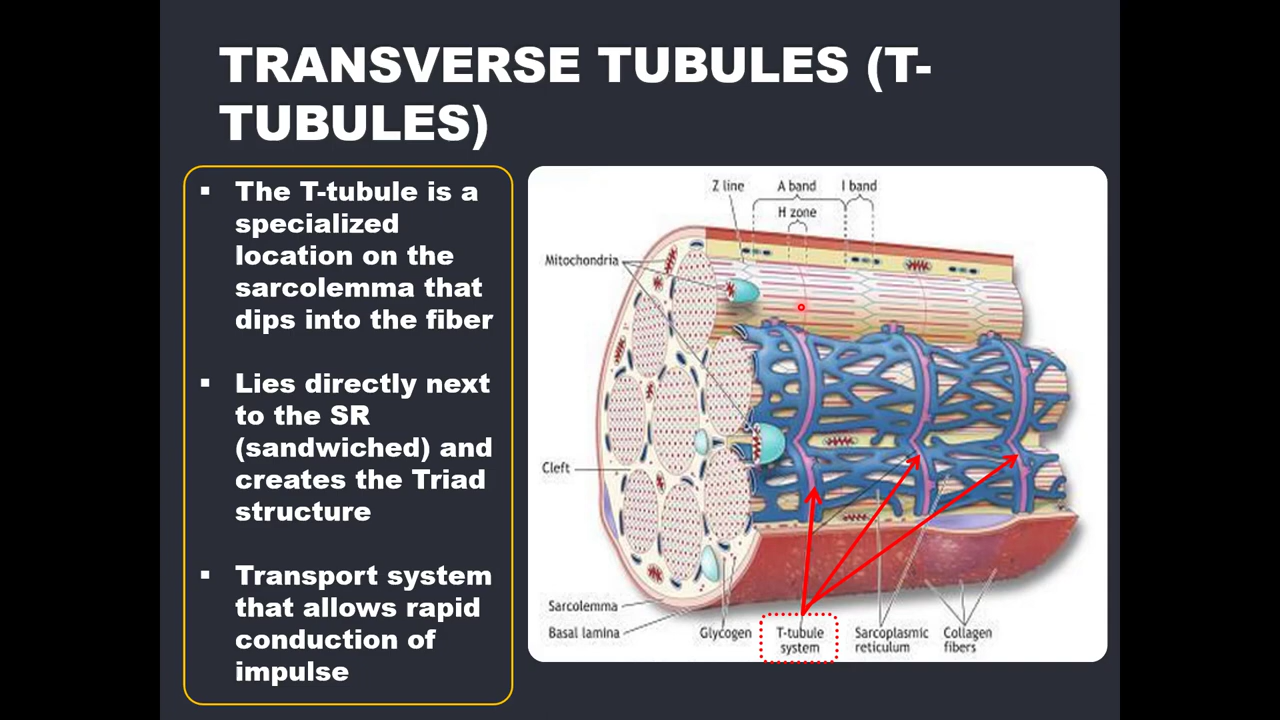 TRANSVERSE TUBULES (T-
TUBULES)
▪ The T-tubule is a
specialized
location on the
sarcolemma that
dips into the fiber
▪ Lies directly next
to the SR
(sandwiched) and
creates the Triad
structure
▪ Transport system
that allows rapid
conduction of
impulse
Z line
A band
I band
H zone
Mitochondria
Cleft
Sarcolemma
Basal lamina
Glycogen
T-tubule
system
Sarcoplasmic
reticulum
Collagen
fibers